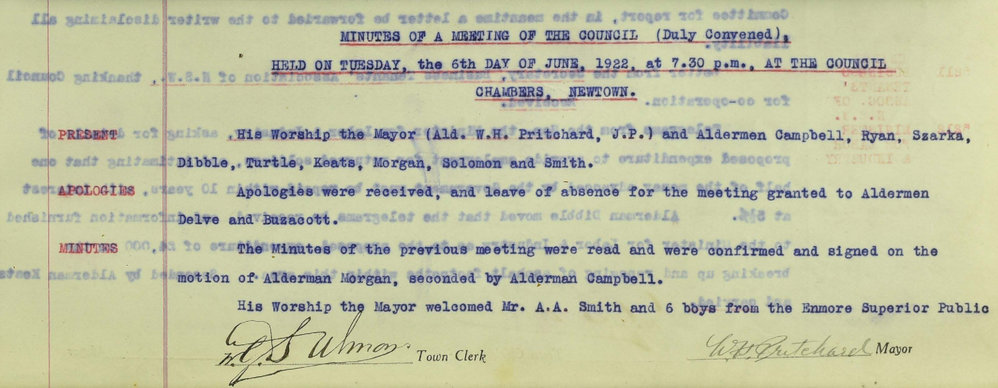 MINUTES OF A MEETING OF THE COUNCIL (Duly Convened),
HELD ON TUESDAY, the 6th DAY OF JUNE, 1922, at 7.30 p.m., AT THE COUNCIL
CHAMBERS, NEWTOWN.
PRESENT His Worship the Mayor (Ald. W.H. Pritchard, J.P.) and Aldermen Campbell, Ryan, Szarka,
Dibble, Turtle, Keats, Morgan, Solomon and Smith.
APOLOGIES Apologies were received, and leave of absence for the meeting granted to Aldermen
Delve and Buzacott.
MINUTES The Minutes of the previous meeting were read and were confirmed and signed on the
motion of Alderman Morgan, seconded by Alderman Campbell.
His Worship the Mayor welcomed Mr. A.A. Smith and 6 boys from the Enmore Superior Public
Town Clerk W.H. Pritchard Mayor